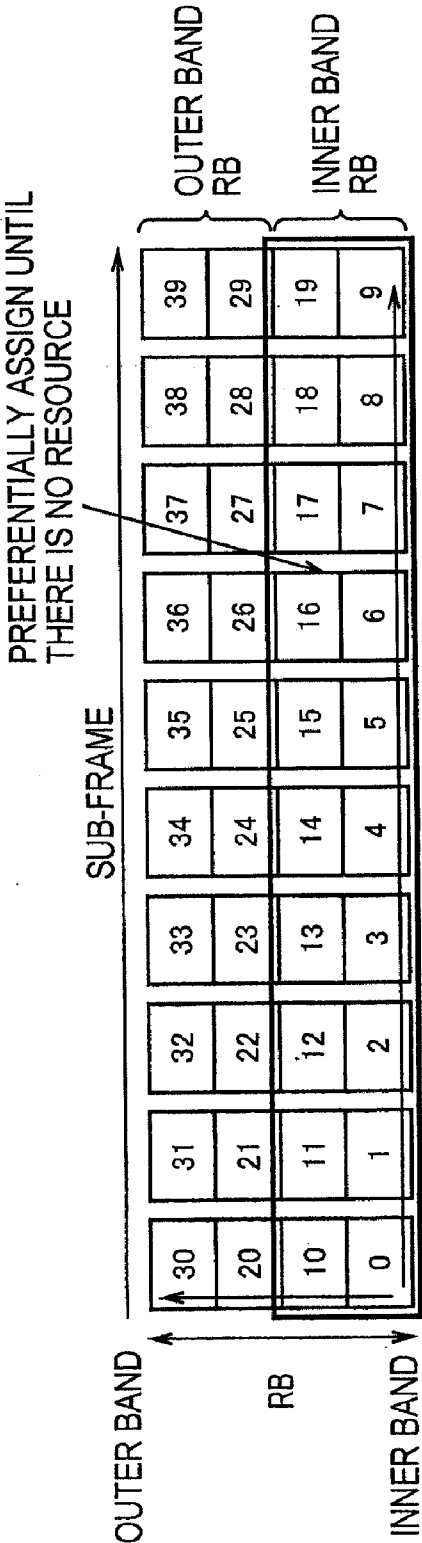 PREFERENTIALLY ASSIGN UNTIL
THERE IS NO RESOURCE
SUB-FRAME
OUTER BAND
RB
INNER BAND
30 31 32 33 34 35 36 37 38 39
20 21 22 23 24 25 26 27 28 29
10 11 12 13 14 15 16 17 18 19
0 1 2 3 4 5 6 7 8 9
OUTER BAND
RB
INNER BAND
RB